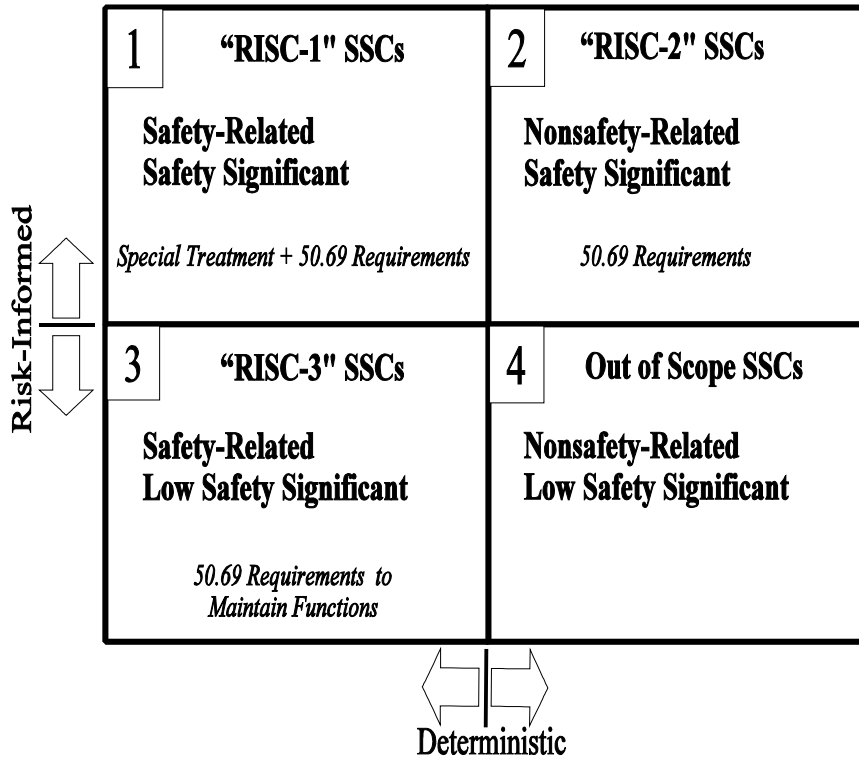 1
“RISC-1" SSCs
Safety-Related
Safety Significant
Special Treatment + 50.69 Requirements
2
“RISC-2" SSCs
Nonsafety-Related
Safety Significant
50.69 Requirements
Risk-Informed
3
“RISC-3" SSCs
Safety-Related
Low Safety Significant
50.69 Requirements to
Maintain Functions
4
Out of Scope SSCs
Nonsafety-Related
Low Safety Significant
Deterministic